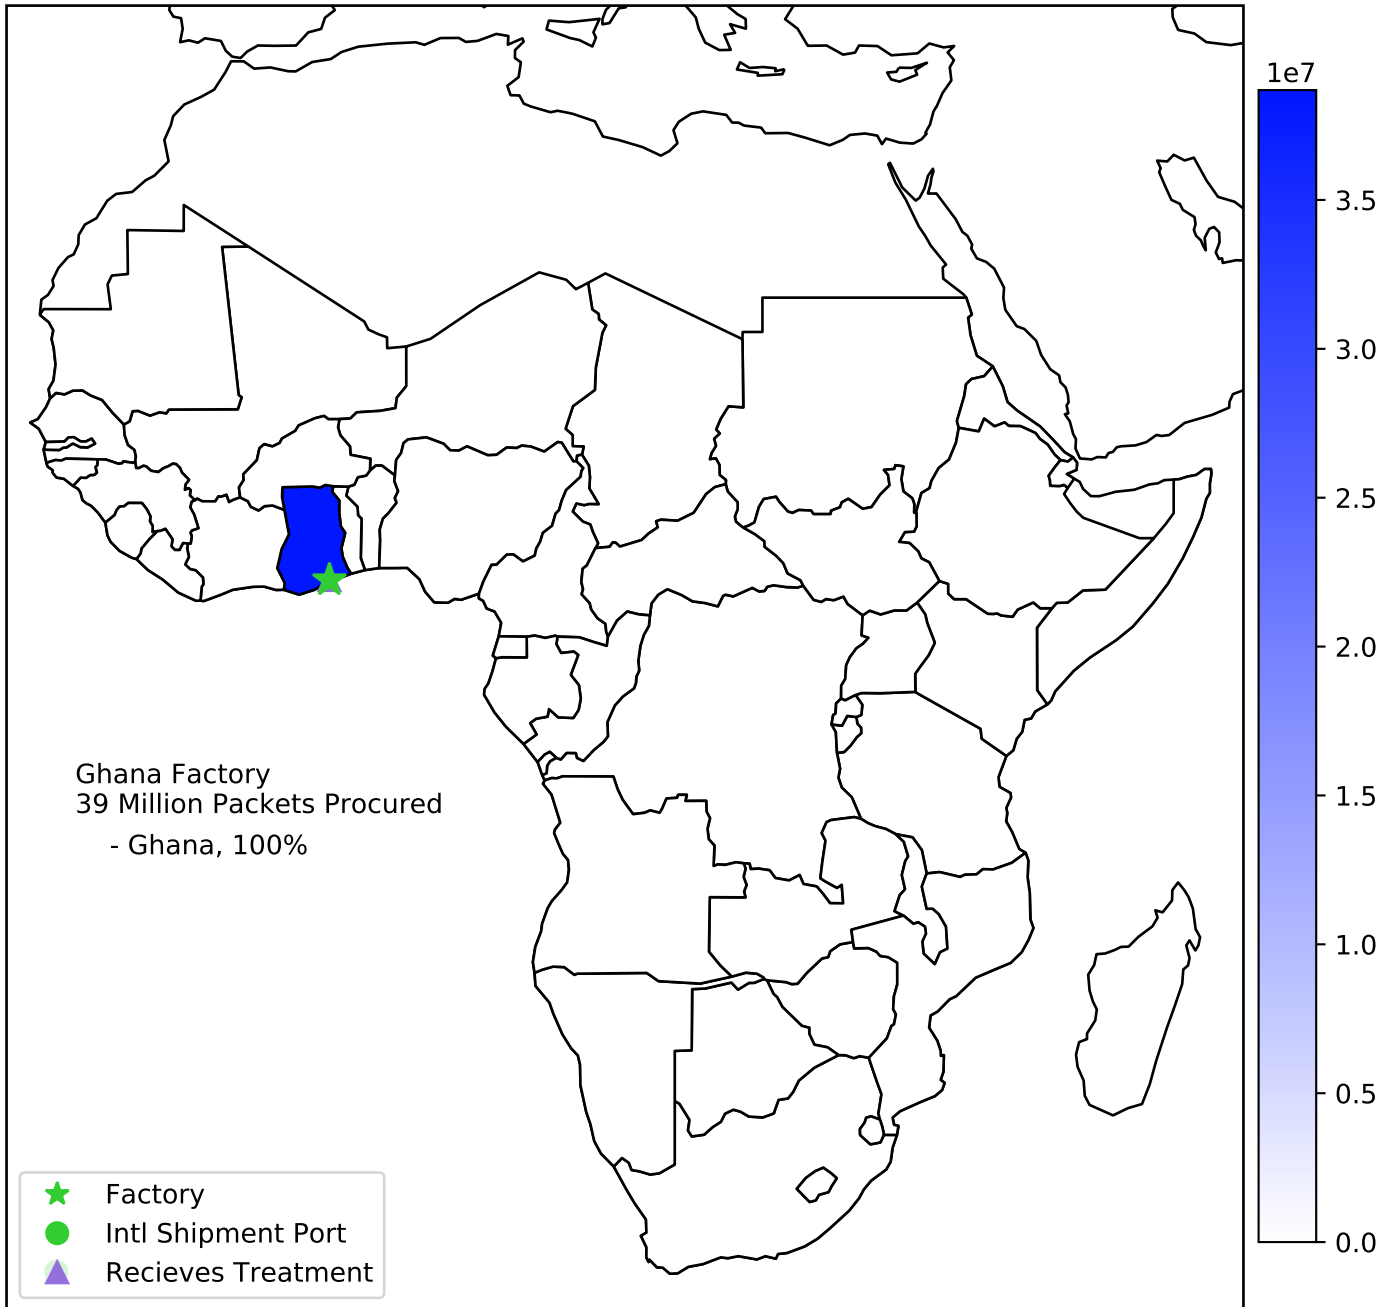 1e7
3.5
3.0
2.5
2.0
1.5
1.0
0.5
0.0
Ghana Factory
39 Million Packets Procured
- Ghana, 100%
Factory
Intl Shipment Port
Recieves Treatment